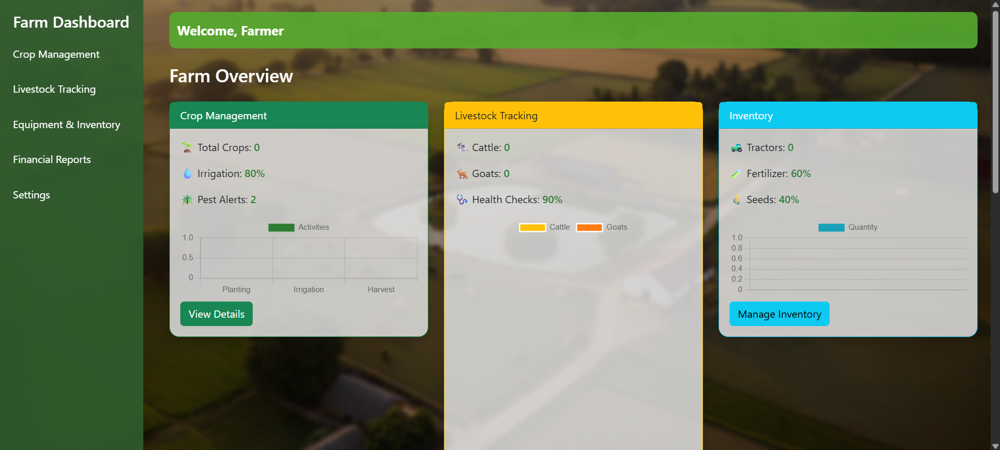 Farm Dashboard
Crop Management
Livestock Tracking
Equipment & Inventory
Financial Reports
Settings
Welcome, Farmer
Farm Overview
Crop Management
Total Crops: 0
Irrigation: 80%
Pest Alerts: 2
Activities
1.0
0.5
0
Planting Irrigation Harvest
View Details
Livestock Tracking
Cattle: 0
Goats: 0
Health Checks: 90%
Cattle Goats
Inventory
Tractors: 0
Fertilizer: 60%
Seeds: 40%
Quantity
1.0
0.8
0.6
0.4
0.2
0
Manage Inventory